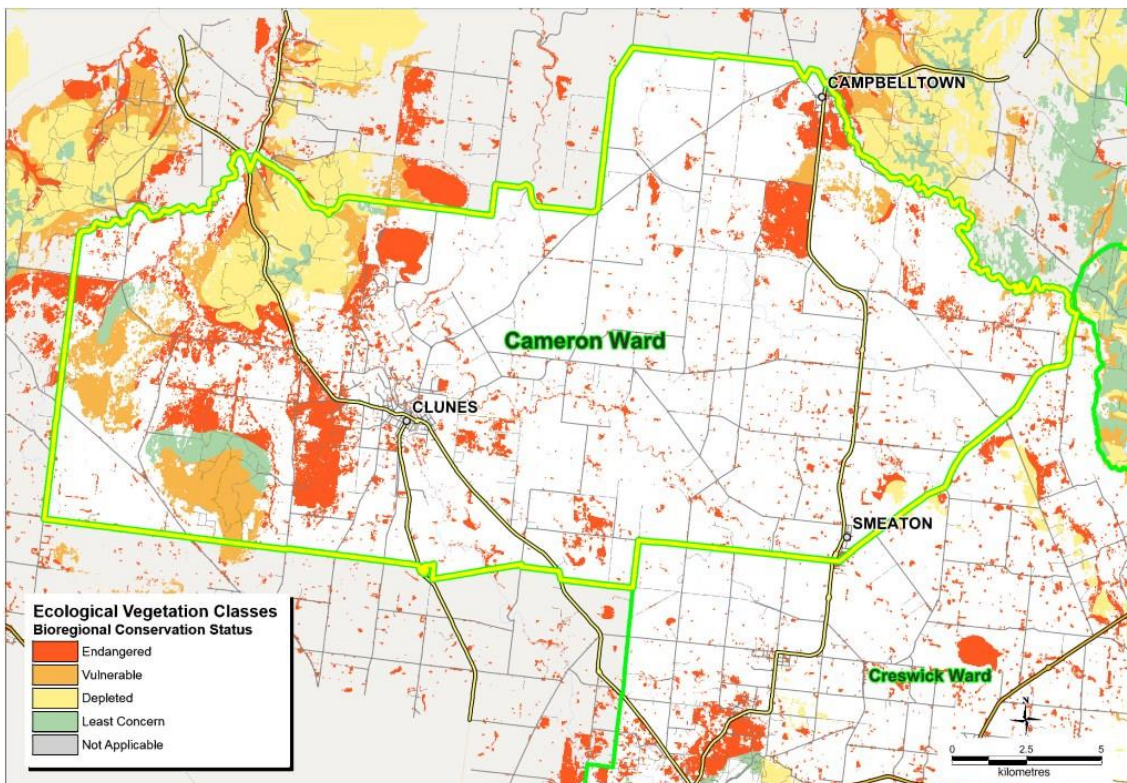 CAMPBELLTOWN
Cameron Ward
CLUNES
SMEATON
Creswick Ward
Ecological Vegetation Classes
Bioregional Conservation Status
Endangered
Vulnerable
Depleted
Least Concern
Not Applicable
N
0 2.5 5
kilometres